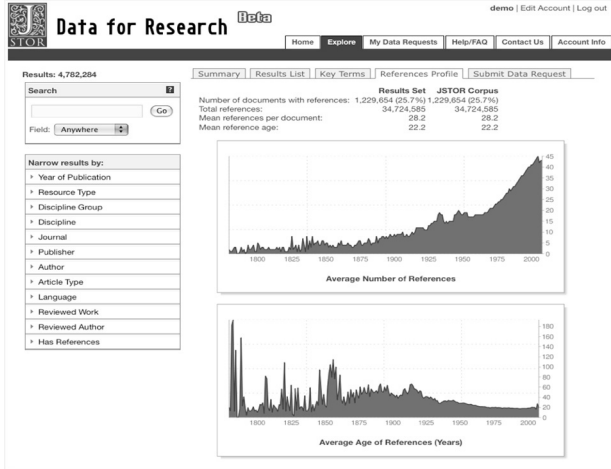 demo | Edit Account | Log out
JSTOR
Data for Research Beta
Home Explore My Data Requests Help/FAQ Contact Us Account Info
Results: 4,782,284
Summary Results List Key Terms References Profile Submit Data Request
Search ?
Go
Field: Anywhere
Results Set JSTOR Corpus
Number of documents with references: 1,229,654 (25.7%) 1,229,654 (25.7%)
Total references: 34,724,585 34,724,585
Mean references per document: 28.2 28.2
Mean reference age: 22.2 22.2
Narrow results by:
Year of Publication
Resource Type
Discipline Group
Discipline
Journal
Publisher
Author
Article Type
Language
Reviewed Work
Reviewed Author
Has References
45
40
35
30
25
20
15
10
5
0
1800 1825 1850 1875 1900 1925 1950 1975 2000
Average Number of References
180
160
140
120
100
80
60
40
20
0
1800 1825 1850 1875 1900 1925 1950 1975 2000
Average Age of References (Years)